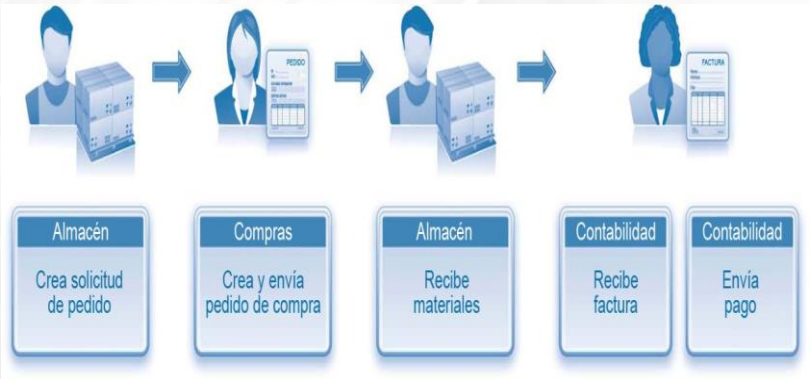 PEDIDO
FACTURA
Almacén
Crea solicitud
de pedido
Compras
Crea y envía
pedido de compra
Almacén
Recibe
materiales
Contabilidad
Recibe
factura
Contabilidad
Envía
pago